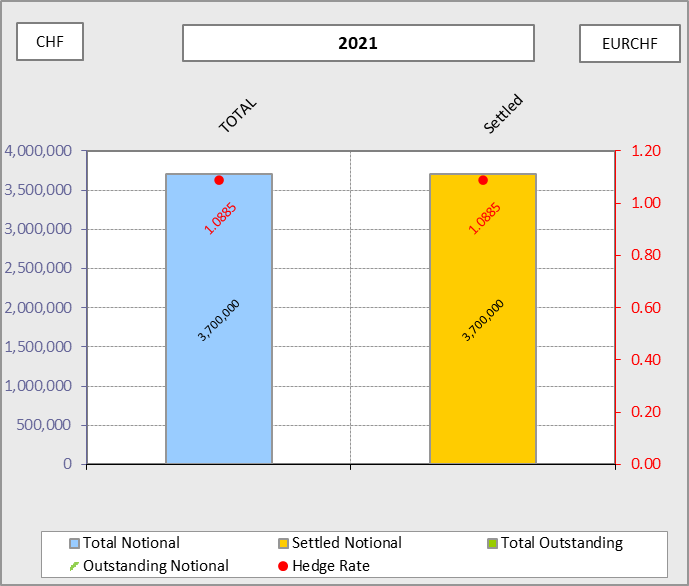 CHF
2021
EURCHF
TOTAL
Settled
4,000,000
3,500,000
3,000,000
2,500,000
2,000,000
1,500,000
1,000,000
500,000
0
1.0885
3,700,000
1.0885
3,700,000
1.20
1.00
0.80
0.60
0.40
0.20
0.00
Total Notional
Settled Notional
Total Outstanding
Outstanding Notional
Hedge Rate